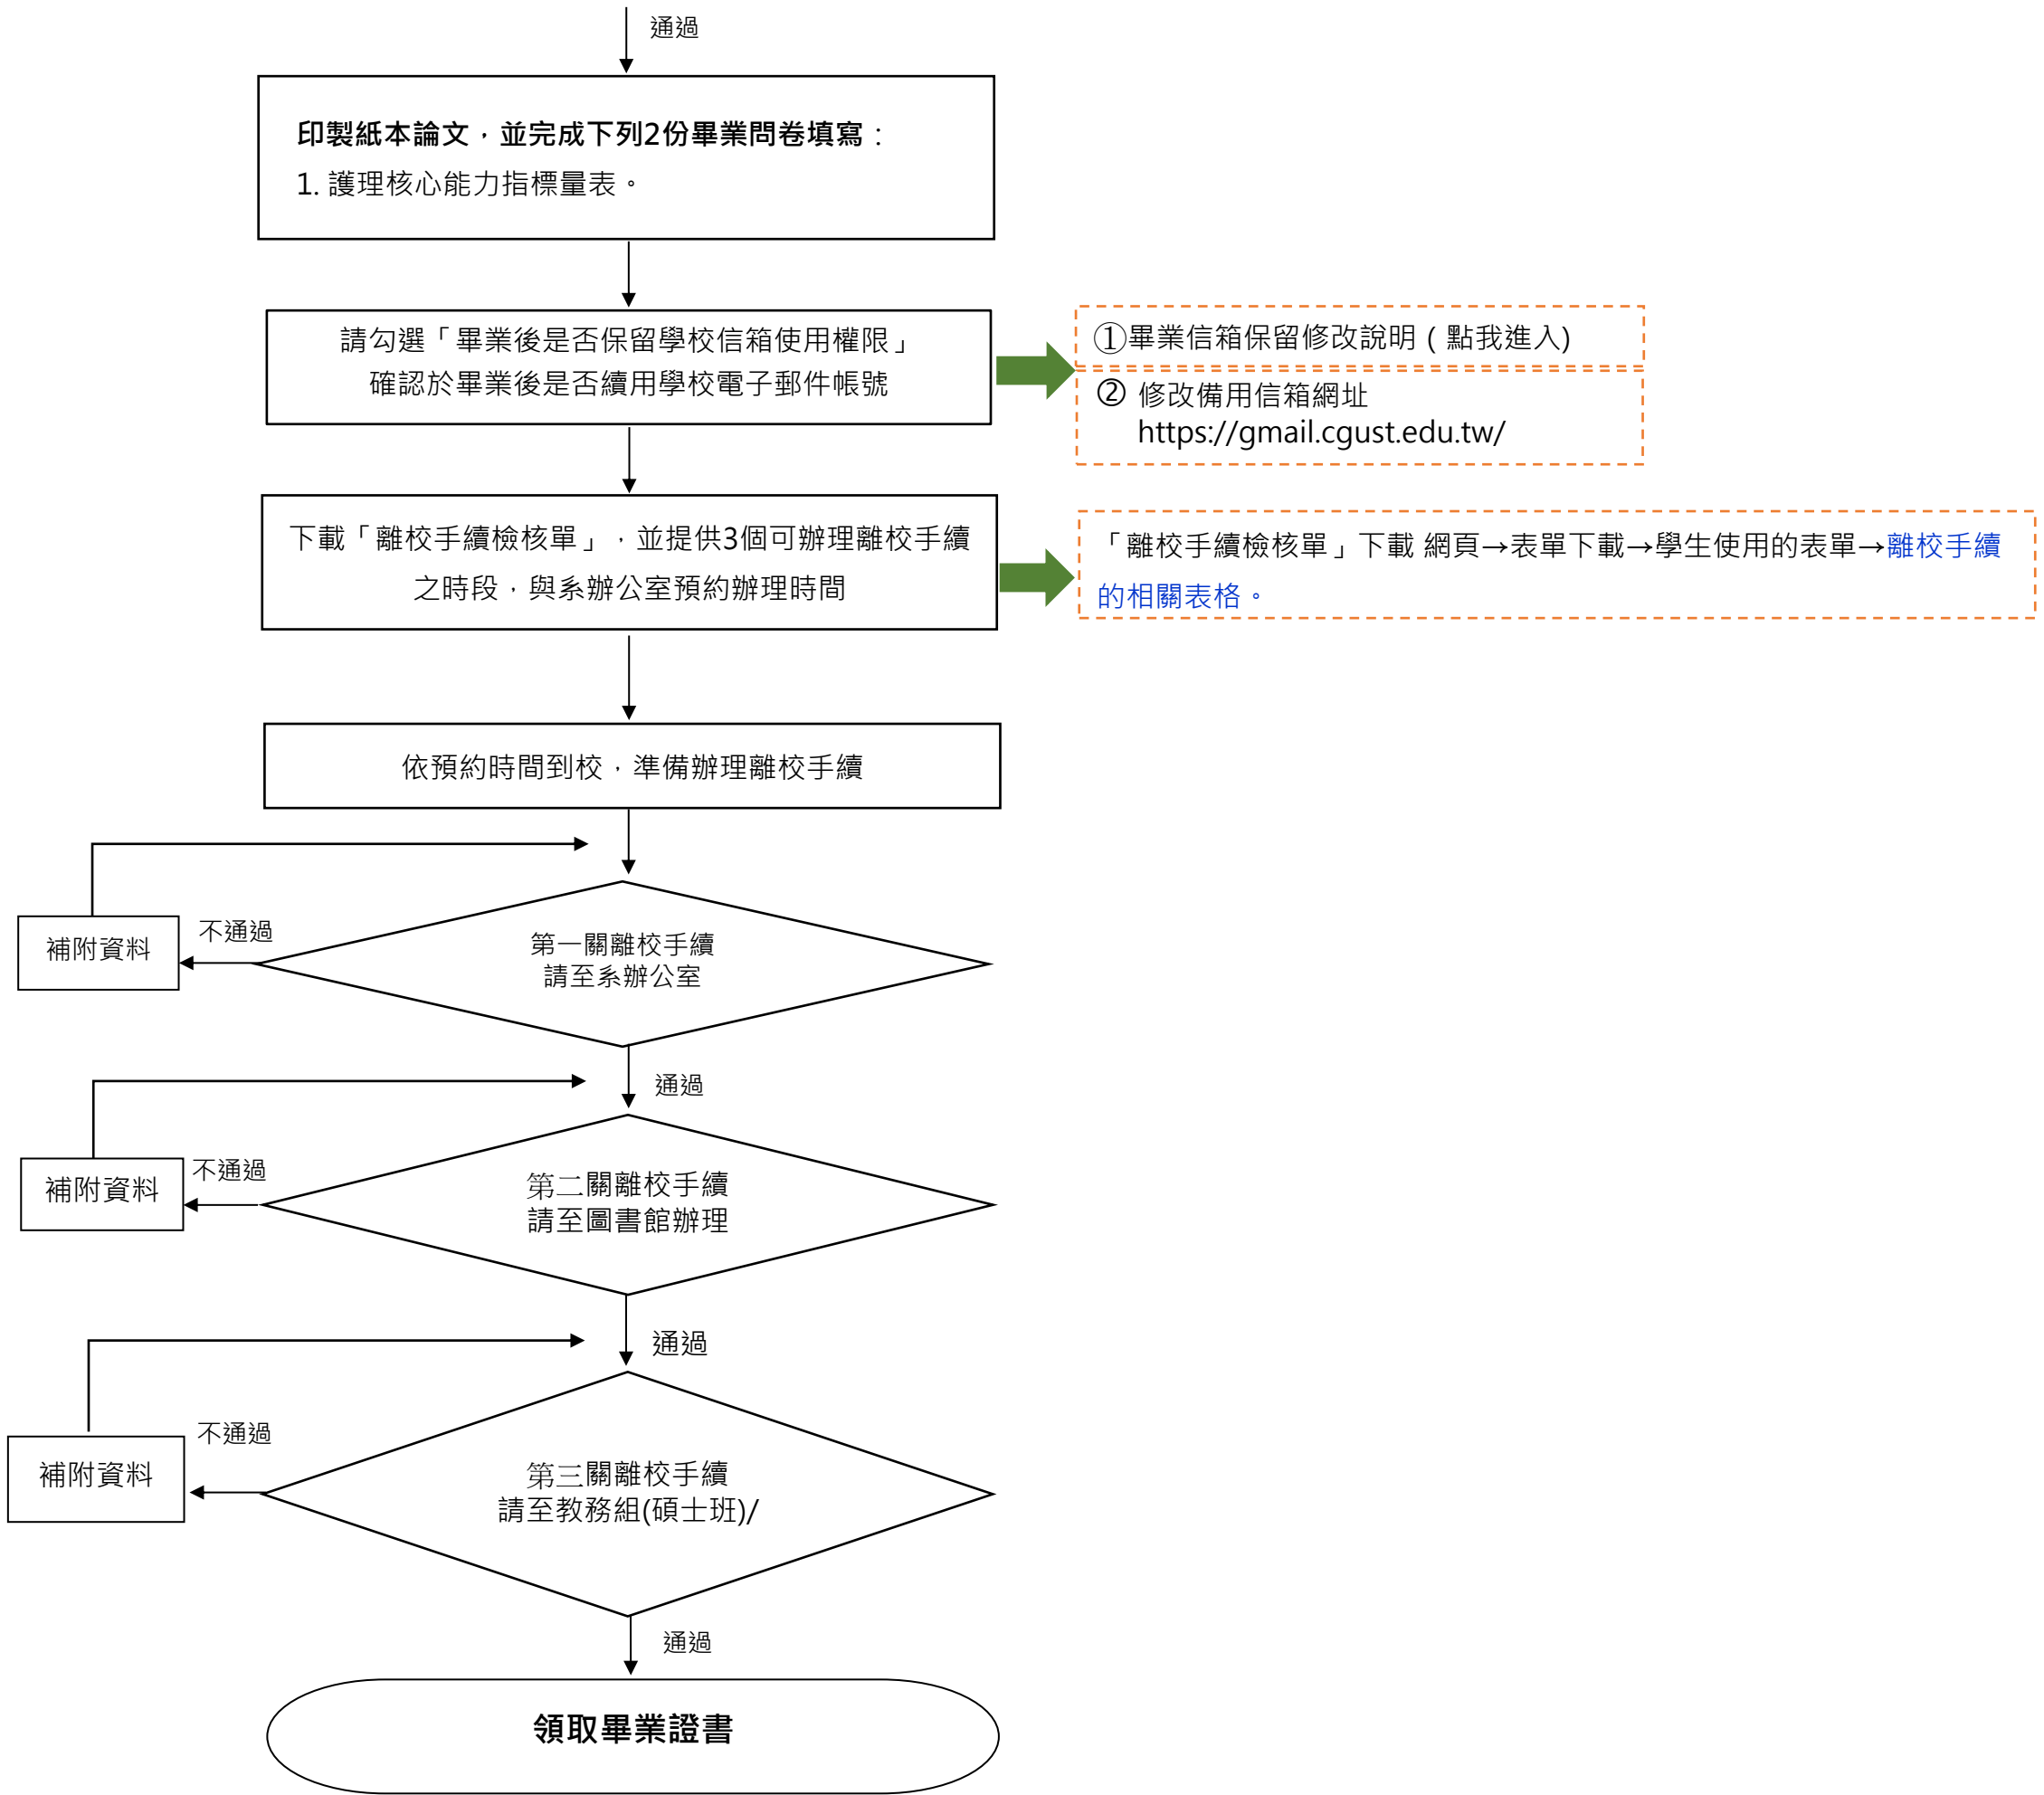 通過
印製紙本論文，並完成下列2份畢業問卷填寫：
1. 護理核心能力指標量表。
請勾選「畢業後是否保留學校信箱使用權限」
確認於畢業後是否續用學校電子郵件帳號
①畢業信箱保留修改說明（點我進入)
② 修改備用信箱網址
https://gmail.cgust.edu.tw/
下載「離校手續檢核單」，並提供3個可辦理離校手續
之時段，與系辦公室預約辦理時間
「離校手續檢核單」下載 網頁→表單下載→學生使用的表單→離校手續
的相關表格。
依預約時間到校，準備辦理離校手續
不通過
補附資料
第一關離校手續
請至系辦公室
通過
不通過
補附資料
第二關離校手續
請至圖書館辦理
通過
不通過
補附資料
第三關離校手續
請至教務組(碩士班)/
通過
領取畢業證書